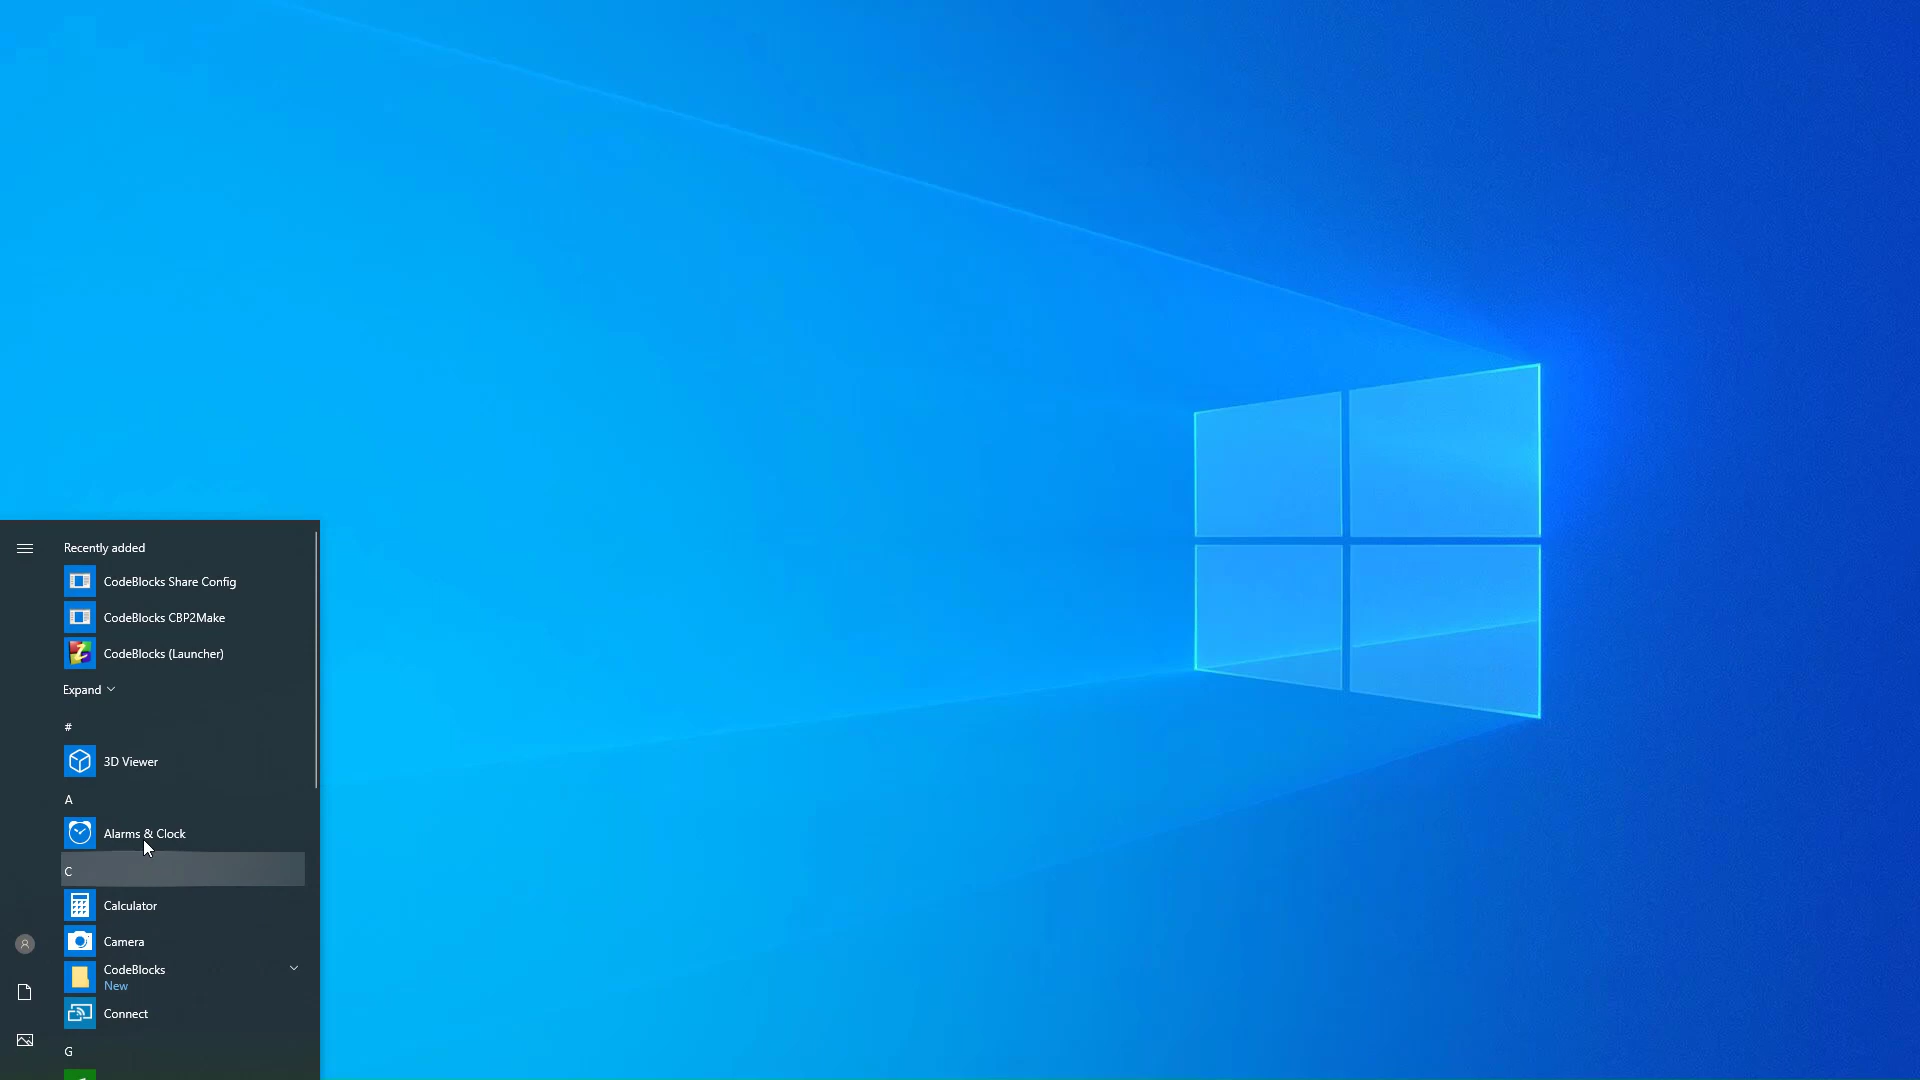 Recently added
CodeBlocks Share Config
CodeBlocks CBP2Make
CodeBlocks (Launcher)
Expand
#
3D Viewer
A
Alarms & Clock
C
Calculator
Camera
CodeBlocks
New
Connect
G